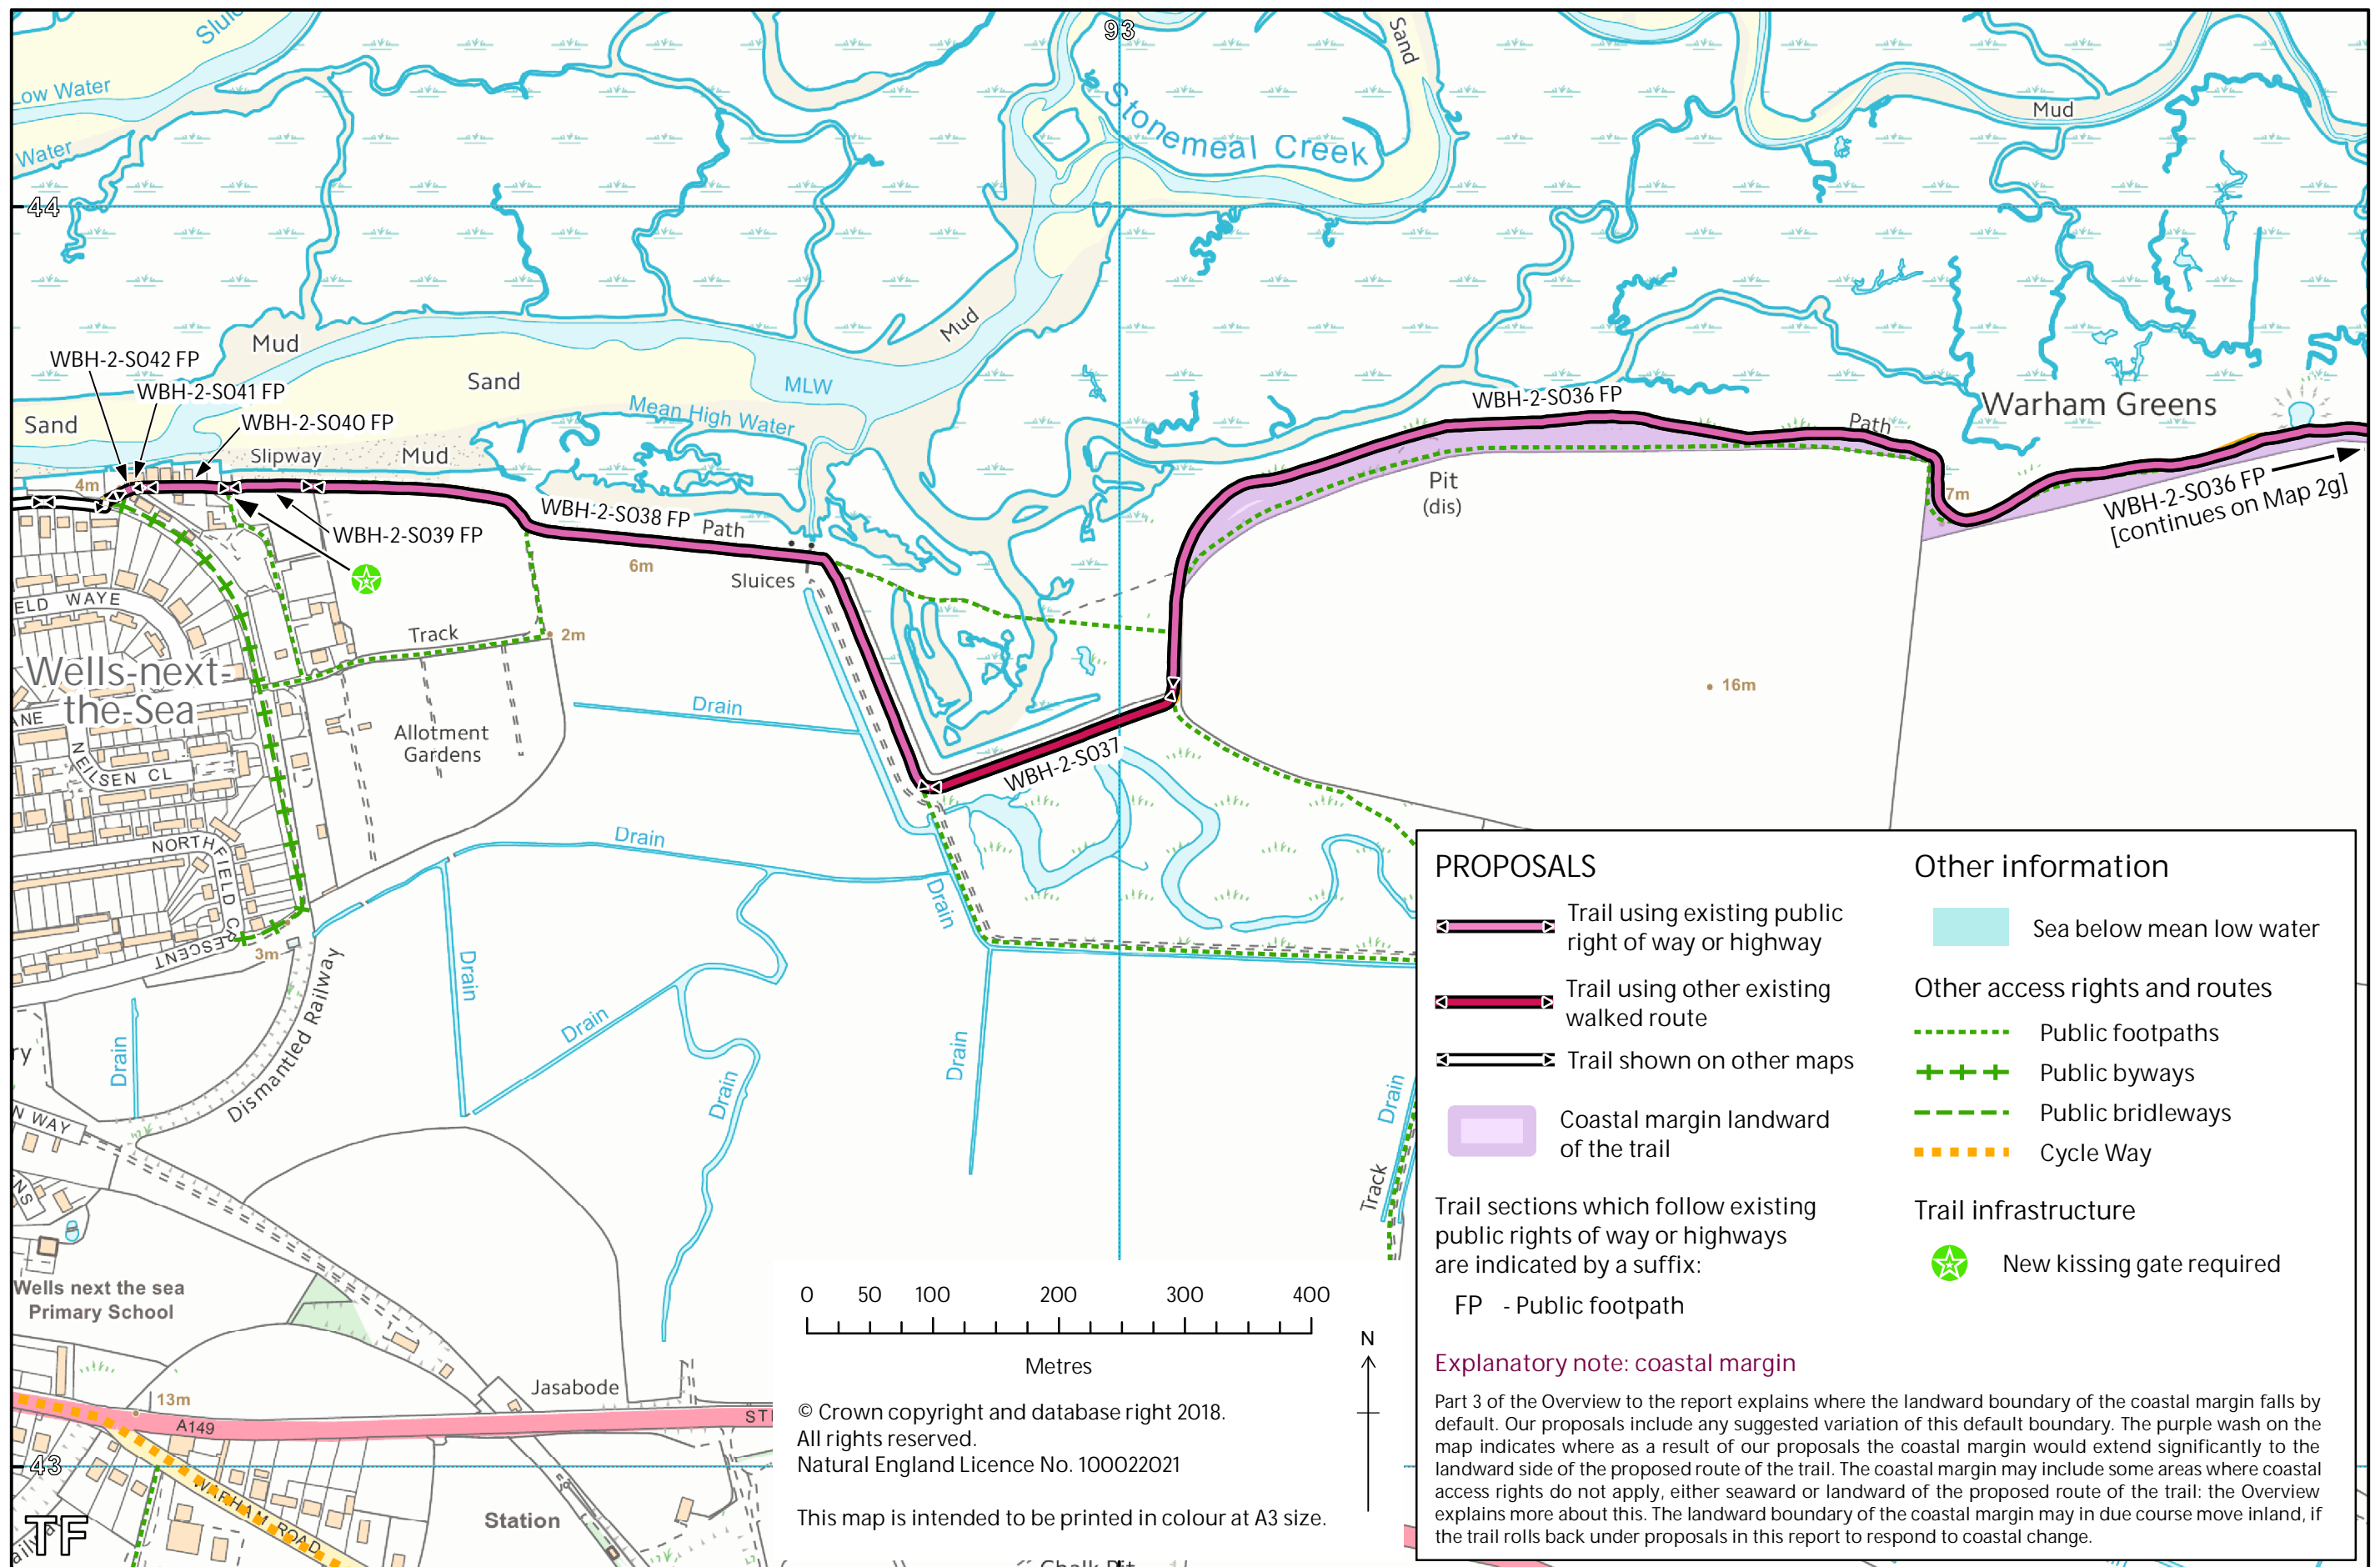 Sluic
93
Sand
Low Water
Stonemeal Creek
Mud
Water
44
Mud
Mud
WBH-2-S042 FP
WBH-2-S041 FP
WBH-2-S040 FP
Sand
MLW
Mean High Water
WBH-2-S036 FP
Path
Warham Greens
Sand
Slipway
Mud
4m
WBH-2-S038 FP
Path
WBH-2-S039 FP
Pit
(dis)
7m
WBH-2-S036 FP
[continues on Map 2g]
6m
Sluices
ELD WAYE
Track
2m
Wells-next-
the-Sea
16m
ANE
Drain
Allotment
Gardens
NEILSEN CL
WBH-2-S037
Drain
NORTHFIELD CRESCENT
Drain
3m
Drain
Drain
Dismantled Railway
ry
Drain
Drain
Drain
Drain
Track
N WAY
NS
Wells next the sea
Primary School
Jasabode
13m
A149
STI
43
WARHAM ROAD
TF
Station
Chalk Pit
0 50 100 200 300 400
Metres
N
© Crown copyright and database right 2018.
All rights reserved.
Natural England Licence No. 100022021
This map is intended to be printed in colour at A3 size.
PROPOSALS
Trail using existing public
right of way or highway
Trail using other existing
walked route
Trail shown on other maps
Coastal margin landward
of the trail
Trail sections which follow existing
public rights of way or highways
are indicated by a suffix:
FP - Public footpath
Other information
Sea below mean low water
Other access rights and routes
Public footpaths
Public byways
Public bridleways
Cycle Way
Trail infrastructure
New kissing gate required
Explanatory note: coastal margin
Part 3 of the Overview to the report explains where the landward boundary of the coastal margin falls by
default. Our proposals include any suggested variation of this default boundary. The purple wash on the
map indicates where as a result of our proposals the coastal margin would extend significantly to the
landward side of the proposed route of the trail. The coastal margin may include some areas where coastal
access rights do not apply, either seaward or landward of the proposed route of the trail: the Overview
explains more about this. The landward boundary of the coastal margin may in due course move inland, if
the trail rolls back under proposals in this report to respond to coastal change.